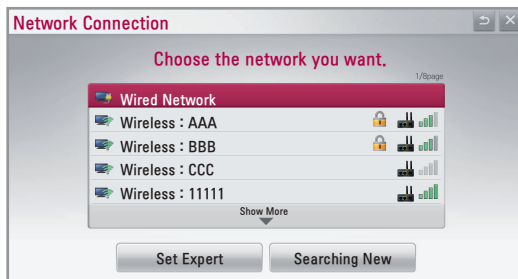 Network Connection
Choose the network you want.
1/8page
Wired Network
Wireless : AAA
Wireless : BBB
Wireless : CCC
Wireless : 11111
Show More
Set Expert
Searching New